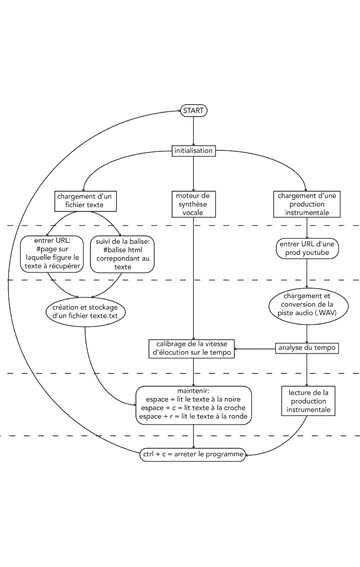 START
initialisation
chargement d'un
fichier texte
moteur de
synthèse
vocale
chargement d'une
production
instrumentale
entrer URL:
#page sur
laquelle figure le
texte à récupérer
suivi de la balise:
#balise html
correpondant au
texte
entrer URL d'une
prod youtube
création et stockage
d'un fichier texte.txt
chargement et
conversion de la
piste audio (.WAV)
calibrage de la vitesse
d'élocution sur le tempo
analyse du tempo
maintenir:
espace = lit le texte à la noire
espace + c = lit texte à la croche
espace + r = lit le texte à la ronde
lecture de la
production
instrumentale
ctrl + c = arreter le programme